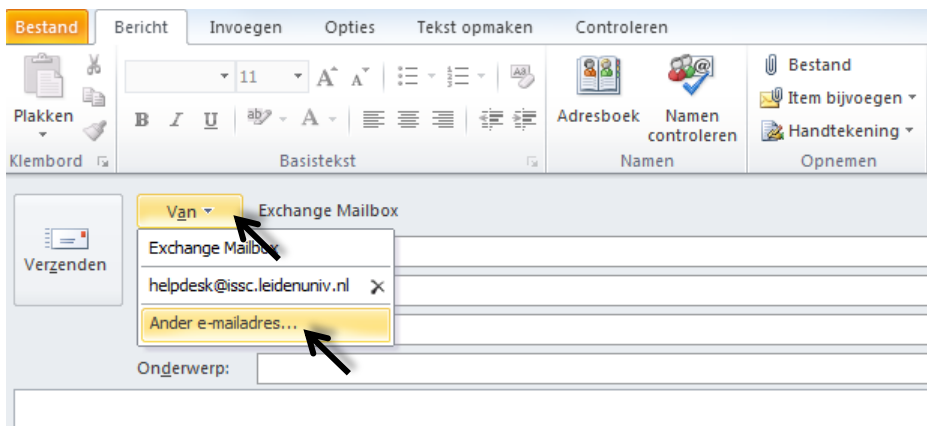 Bestand Bericht Invoegen Opties Tekst opmaken Controleren
11 Bestand
Item bijvoegen
Plakken B I U Adresboek Namen controleren Handtekening
Klembord Basistekst Namen Opnemen
Van Exchange Mailbox
Exchange Mailbox
Verzenden
helpdesk@issc.leidenuniv.nl
Ander e-mailadres...
Onderwerp: